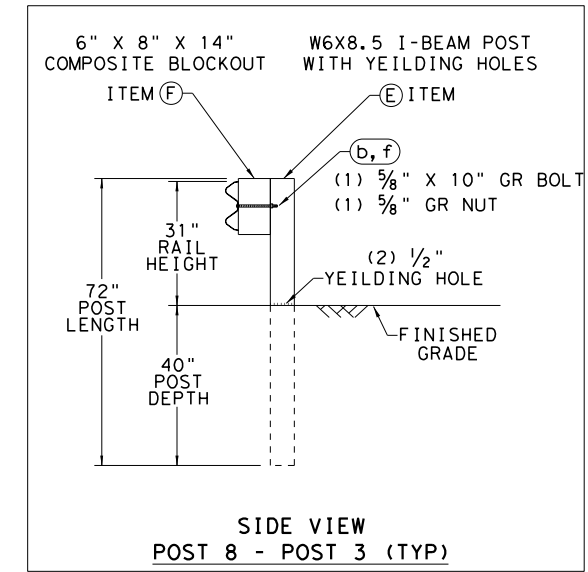 6" X 8" X 14"
COMPOSITE BLOCKOUT
ITEM F
W6X8.5 I-BEAM POST
WITH YEILDING HOLES
E ITEM
b, f
(1) 5/8" X 10" GR BOLT
(1) 5/8" GR NUT
31"
RAIL
HEIGHT
(2) 1/2"
YEILDING HOLE
72"
POST
LENGTH
FINISHED
GRADE
40"
POST
DEPTH
SIDE VIEW
POST 8 - POST 3 (TYP)